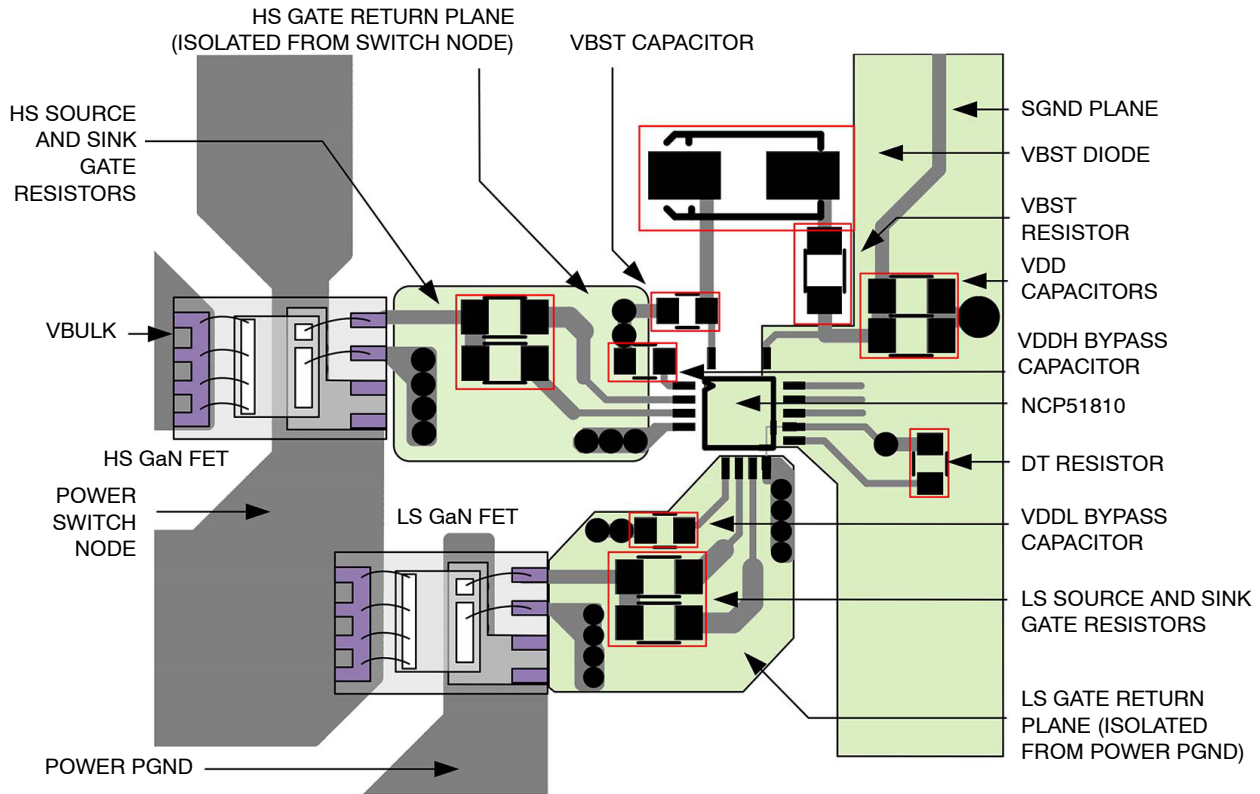 HS GATE RETURN PLANE
(ISOLATED FROM SWITCH NODE)
VBST CAPACITOR
HS SOURCE
AND SINK
GATE
RESISTORS
SGND PLANE
VBST DIODE
VBST
RESISTOR
VDD
CAPACITORS
VBULK
VDDH BYPASS
CAPACITOR
NCP51810
HS GaN FET
DT RESISTOR
POWER
SWITCH
NODE
LS GaN FET
VDDL BYPASS
CAPACITOR
LS SOURCE AND SINK
GATE RESISTORS
LS GATE RETURN
PLANE (ISOLATED
FROM POWER PGND)
POWER PGND